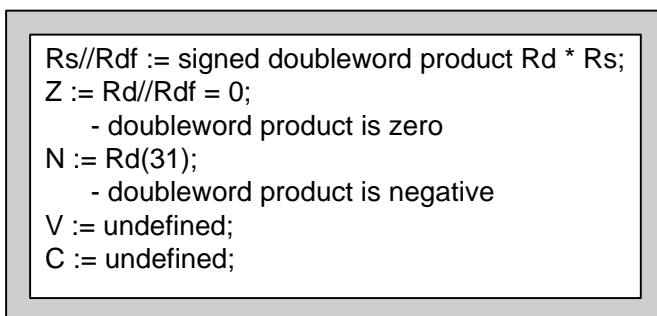 Rs//Rdf := signed doubleword product Rd * Rs;
Z := Rd//Rdf = 0;
- doubleword product is zero
N := Rd(31);
- doubleword product is negative
V := undefined;
C := undefined;